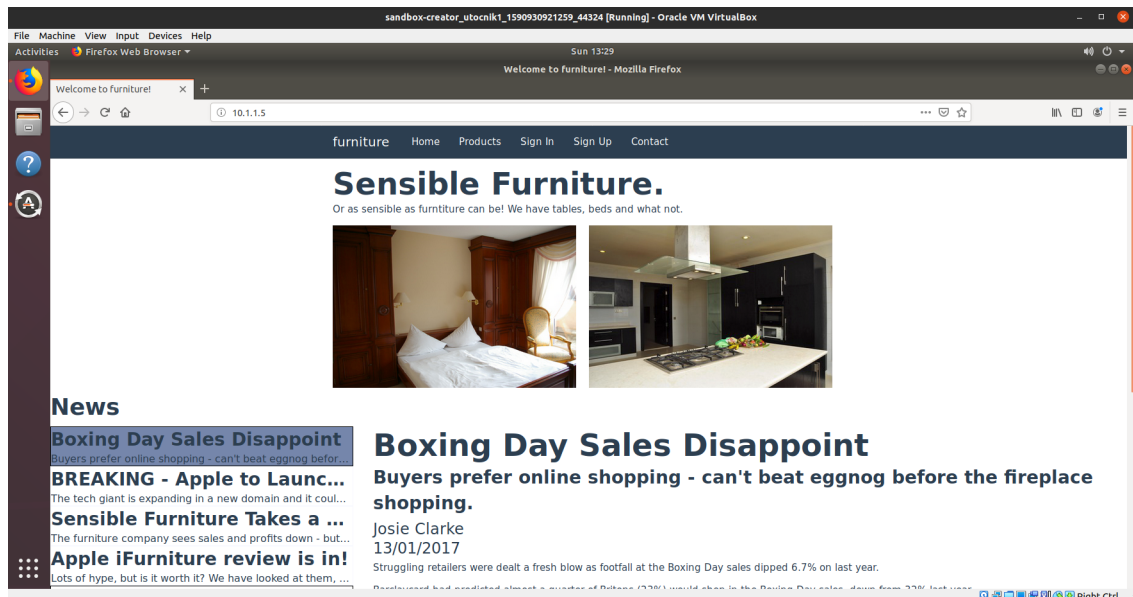 sandbox-creator_utocnik1_1590930921259_44324 [Running] - Oracle VM VirtualBox
File Machine View Input Devices Help
Activities Firefox Web Browser Sun 13:29
Welcome to furniture! - Mozilla Firefox
Welcome to furniture!
10.1.1.5
furniture Home Products Sign In Sign Up Contact
Sensible Furniture.
Or as sensible as furntiture can be! We have tables, beds and what not.
News
Boxing Day Sales Disappoint
Buyers prefer online shopping - can't beat eggnog befor...
BREAKING - Apple to Launc...
The tech giant is expanding in a new domain and it coul...
Sensible Furniture Takes a ...
The furniture company sees sales and profits down - but...
Apple iFurniture review is in!
Lots of hype, but is it worth it? We have looked at them, ...
Boxing Day Sales Disappoint
Buyers prefer online shopping - can't beat eggnog before the fireplace
shopping.
Josie Clarke
13/01/2017
Struggling retailers were dealt a fresh blow as footfall at the Boxing Day sales dipped 6.7% on last year.
Right Ctrl